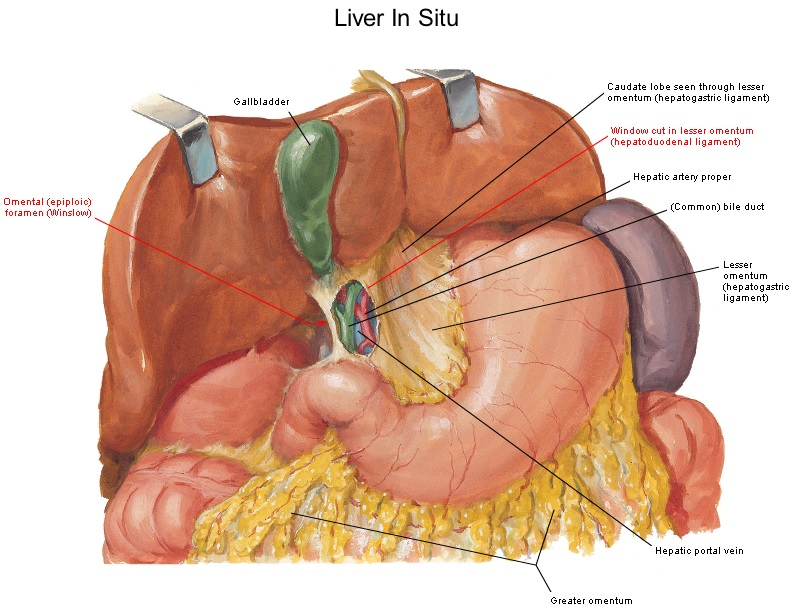 Liver In Situ
Gallbladder
Caudate lobe seen through lesser
omentum (hepatogastric ligament)
Window cut in lesser omentum
(hepatoduodenal ligament)
Hepatic artery proper
Omental (epiploic)
foramen (Winslow)
(Common) bile duct
Lesser
omentum
(hepatogastric
ligament)
Hepatic portal vein
Greater omentum